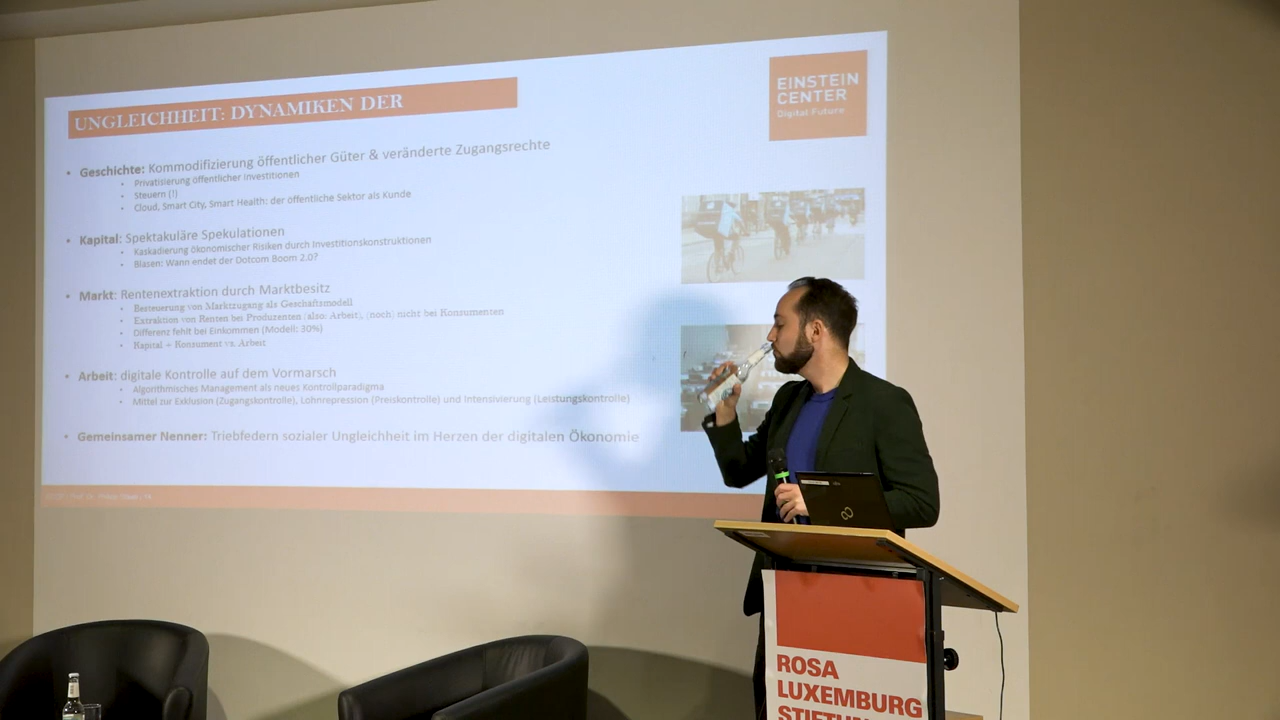 UNGLEICHHEIT: DYNAMIKEN DER
EINSTEIN
CENTER
Digital Future
• Geschichte: Kommodifizierung öffentlicher Güter & veränderte Zugangsrechte
• Privatisierung öffentlicher Investitionen
• Steuern (!)
• Cloud, Smart City, Smart Health: der öffentliche Sektor als Kunde
• Kapital: Spektakuläre Spekulationen
• Kaskadierung ökonomischer Risiken durch Investitionskonstruktionen
• Blasen: Wann endet der Dotcom Boom 2.0?
• Markt: Rentenextraktion durch Marktbesitz
• Besteuerung von Marktzugang als Geschäftsmodell
• Extraktion von Renten bei Produzenten (also: Arbeit), (noch) nicht bei Konsumenten
• Differenz fehlt bei Einkommen (Modell: 30%)
• Kapital + Konsument vs. Arbeit
• Arbeit: digitale Kontrolle auf dem Vormarsch
• Algorithmisches Management als neues Kontrollparadigma
• Mittel zur Exklusion (Zugangskontrolle), Lohnrepression (Preiskontrolle) und Intensivierung (Leistungskontrolle)
• Gemeinsamer Nenner: Triebfedern sozialer Ungleichheit im Herzen der digitalen Ökonomie
ROSA
LUXEMBURG